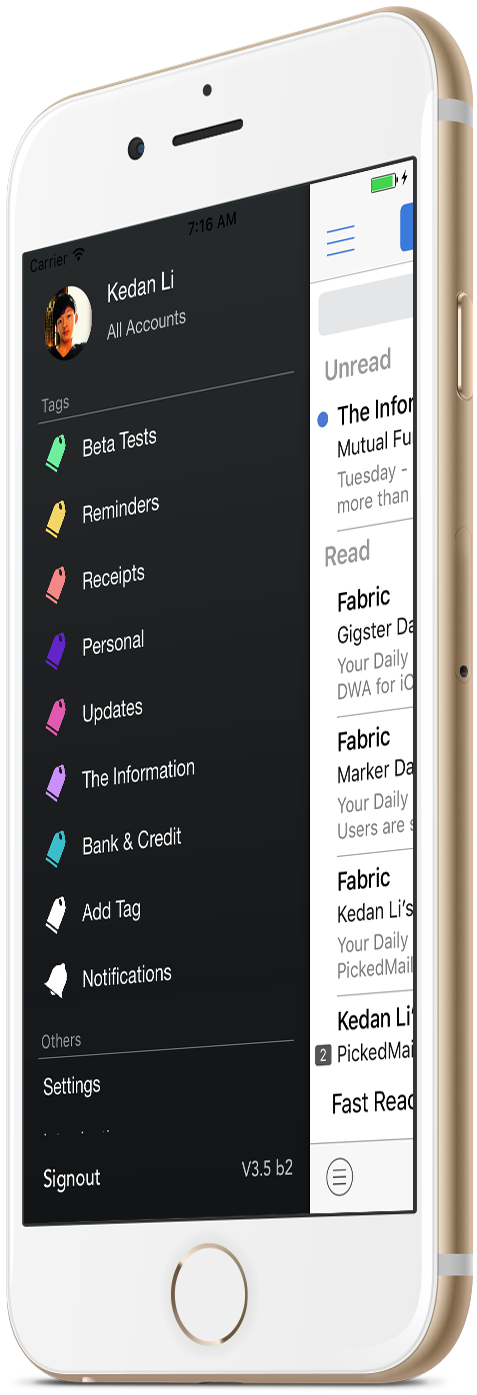 Carrier
7:16 AM
Kedan Li
All Accounts
Tags
Beta Tests
Reminders
Receipts
Personal
Updates
The Information
Bank & Credit
Add Tag
Notifications
Others
Settings
Signout
V3.5 b2
Unread
The Infor
Mutual Fu
Tuesday -
more than
Read
Fabric
Gigster Da
Your Daily
DWA for iO
Fabric
Marker Da
Your Daily
Users are s
Fabric
Kedan Li's
Your Daily
PickedMail
Kedan Li'
2 PickedMai
Fast Read